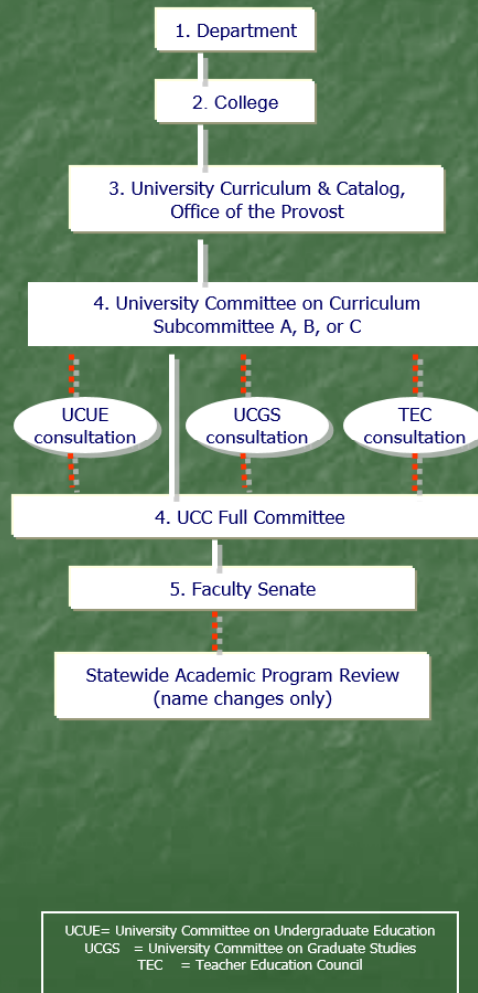 1. Department
2. College
3. University Curriculum & Catalog,
Office of the Provost
4. University Committee on Curriculum
Subcommittee A, B, or C
UCUE
consultation
UCGS
consultation
TEC
consultation
4. UCC Full Committee
5. Faculty Senate
Statewide Academic Program Review
(name changes only)
UCUE= University Committee on Undergraduate Education
UCGS = University Committee on Graduate Studies
TEC = Teacher Education Council